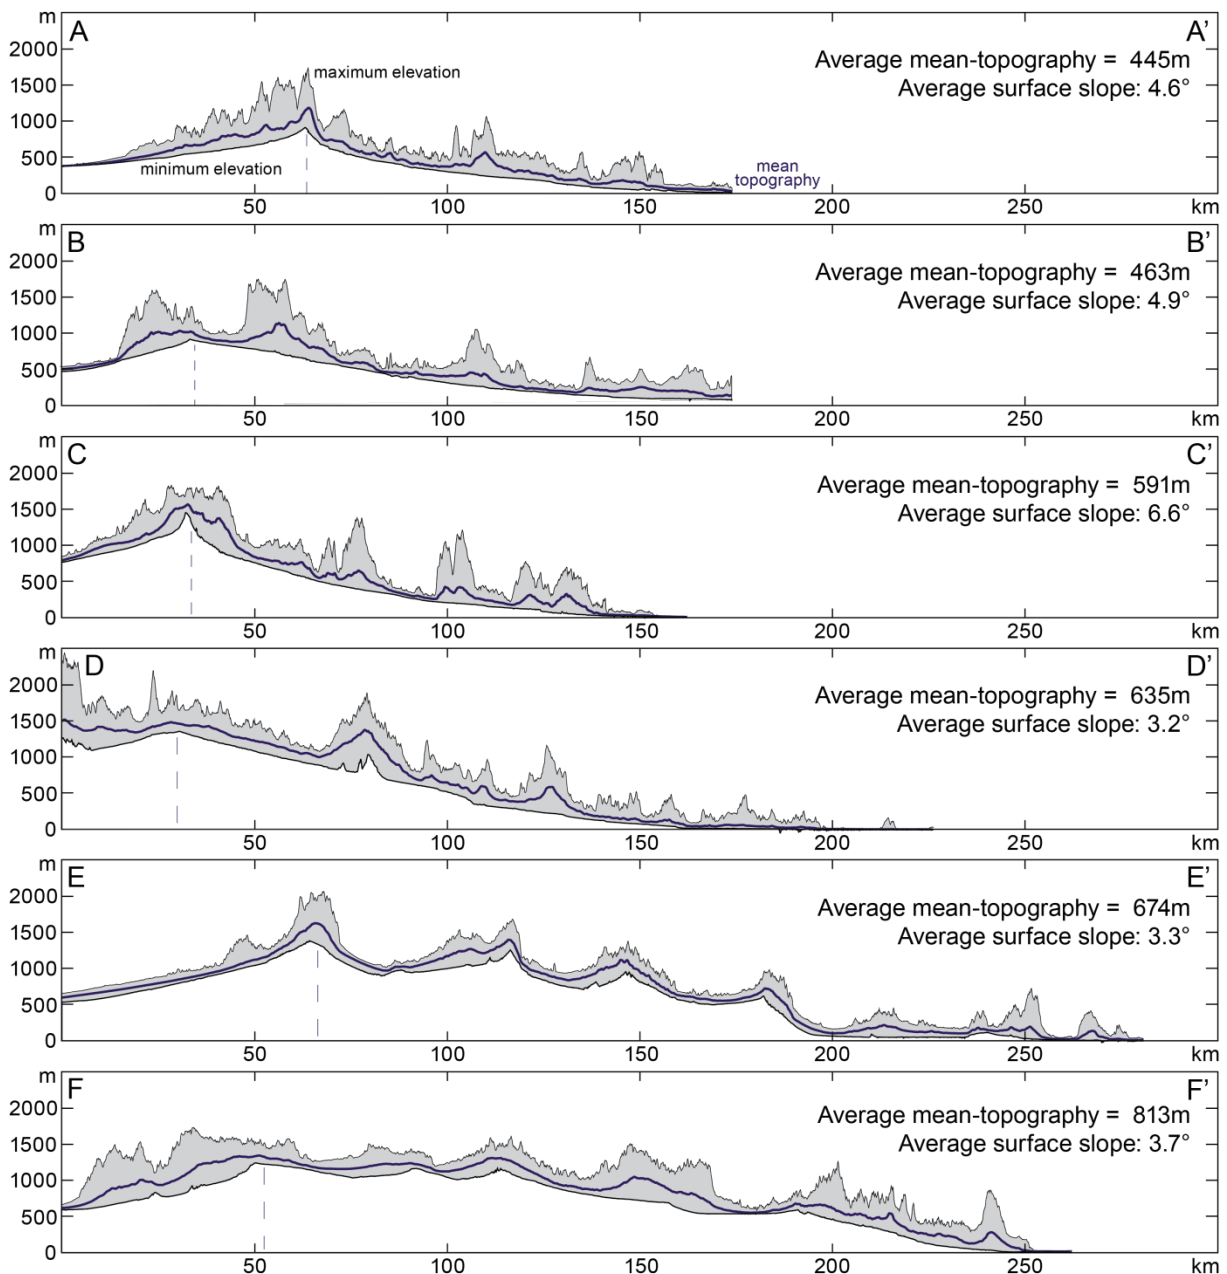 m
A
A'
2000
Average mean-topography = 445m
maximum elevation
Average surface slope: 4.6°
1500
1000
500
minimum elevation
mean
topography
0
50
100
150
200
250
km
m
B
B'
2000
Average mean-topography = 463m
Average surface slope: 4.9°
1500
1000
500
0
50
100
150
200
250
km
m
C
C'
2000
Average mean-topography = 591m
Average surface slope: 6.6°
1500
1000
500
0
50
100
150
200
250
km
m
D
D'
2000
Average mean-topography = 635m
Average surface slope: 3.2°
1500
1000
500
0
50
100
150
200
250
km
m
E
E'
2000
Average mean-topography = 674m
Average surface slope: 3.3°
1500
1000
500
0
50
100
150
200
250
km
m
F
F'
2000
Average mean-topography = 813m
Average surface slope: 3.7°
1500
1000
500
0
50
100
150
200
250
km